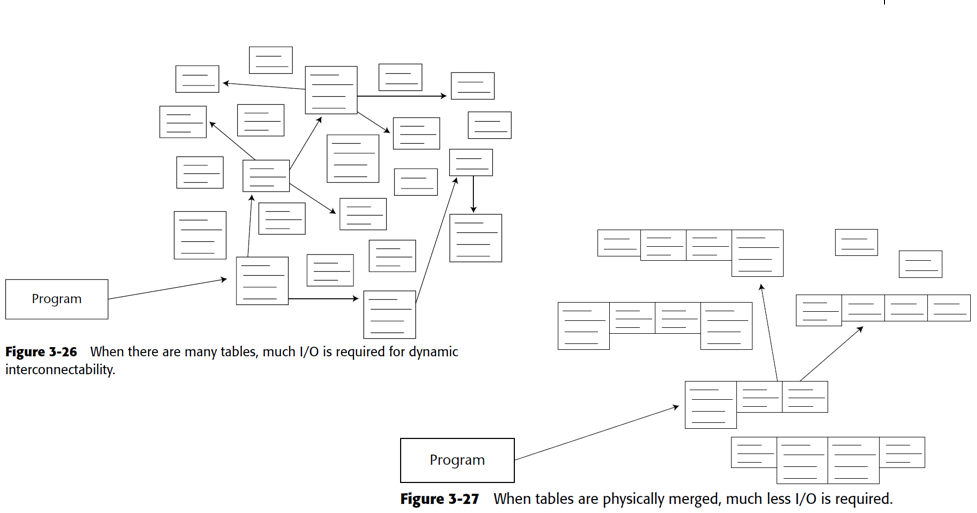 Program
Figure 3-26 When there are many tables, much I/O is required for dynamic
interconnectability.
Program
Figure 3-27 When tables are physically merged, much less I/O is required.